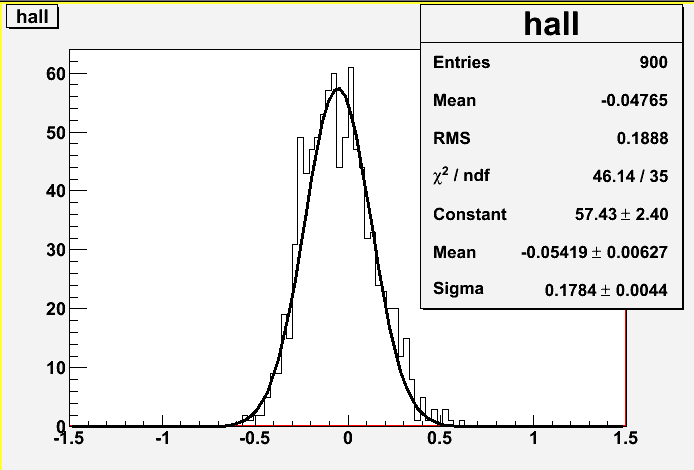 hall
hall
Entries 900
Mean -0.04765
RMS 0.1888
χ² / ndf 46.14 / 35
Constant 57.43 ± 2.40
Mean -0.05419 ± 0.00627
Sigma 0.1784 ± 0.0044
60
50
40
30
20
10
0
-1.5 -1 -0.5 0 0.5 1 1.5